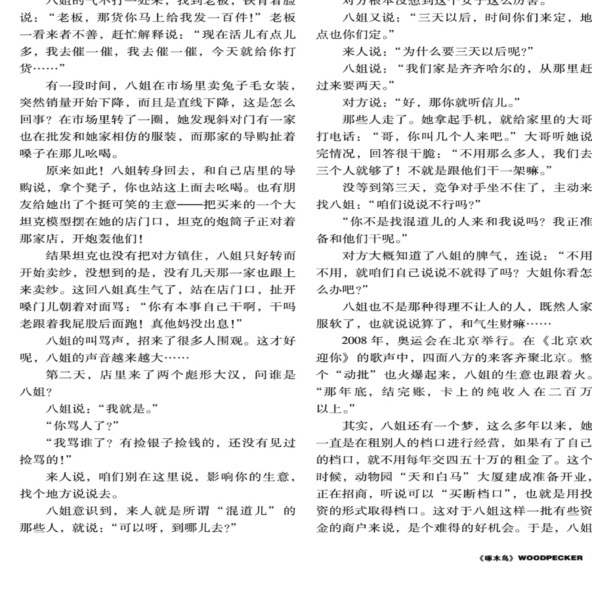 八姐的气不打一处来，找到老板，铁青着脸
说：“老板，那货你马上给我发一百件！”老板
一看来者不善，赶忙解释说：“现在活儿有点儿
多，我去催一催，我去催一催，今天就给你打
货……”
有一段时间，八姐在市场里卖兔子毛女装，
突然销量开始下降，而且是直线下降，这是怎么
回事？在市场里转了一圈，她发现斜对门有一家
也在批发和她家相仿的服装，而那家的导购扯着
嗓子在那儿吆喝。
原来如此！八姐转身回去，和自己店里的导
购说，拿个凳子，你也站这上面去吆喝。也有朋
友给她出了个挺可笑的主意——把买来的一个大
坦克模型摆在她的店门口，坦克的炮筒子正对着
那家店，开炮轰他们！
结果坦克也没有把对方镇住，八姐只好转而
开始卖纱，没想到的是，没有几天那一家也跟上
来卖纱。这回八姐真生气了，站在店门口，扯开
嗓门儿朝着对面骂：“你有本事自己干啊，干吗
老跟着我屁股后面跑！真他妈没出息！”
八姐的叫骂声，招来了很多人围观。这才好
呢，八姐的声音越来越大……
第二天，店里来了两个彪形大汉，问谁是
八姐？
八姐说：“我就是。”
“你骂人了？”
“我骂谁了？有捡银子捡钱的，还没有见过
捡骂的！”
来人说，咱们别在这里说，影响你的生意，
找个地方说说去。
八姐意识到，来人就是所谓“混道儿”的
那些人，就说：“可以呀，到哪儿去？”
对方根本没想到这个女子这么厉害。
八姐又说：“三天以后，时间你们来定，地
点也你们定。”
来人说：“为什么要三天以后呢？”
八姐说：“我们家是齐齐哈尔的，从那里赶
过来要两天。”
对方说：“好，那你就听信儿。”
那些人走了。她拿起手机，就给家里的大哥
打电话：“哥，你叫几个人来吧。”大哥听她说
完情况，回答很干脆：“不用那么多人，我们去
三个人就够了！不就是跟他们干一架嘛。”
没等到第三天，竞争对手坐不住了，主动来
找八姐：“咱们说说不行吗？”
“你不是找混道儿的人来和我说吗？我正准
备和他们干呢。”
对方大概知道了八姐的脾气，连说：“不用
不用，就咱们自己说说不就得了吗？大姐你看怎
么办吧？”
八姐也不是那种得理不让人的人，既然人家
服软了，也就说说算了，和气生财嘛……
2008年，奥运会在北京举行。在《北京欢
迎你》的歌声中，四面八方的来客齐聚北京。整
个“动批”也火爆起来，八姐的生意也跟着火。
“那年底，结完账，卡上的纯收入在二百万
以上。”
其实，八姐还有一个梦，这么多年以来，她
一直是在租别人的档口进行经营，如果有了自己
的档口，就不用每年交四五十万的租金了。这个
时候，动物园“天和白马”大厦建成准备开业，
正在招商，听说可以“买断档口”，也就是用投
资的形式取得档口。这对于八姐这样一批有些资
金的商户来说，是个难得的好机会。于是，八姐
《啄木鸟》WOODPECKER